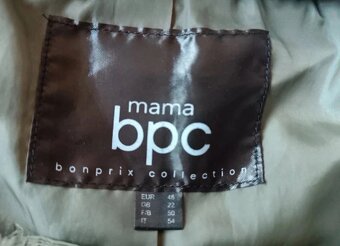 mama
bpc
bonprix collection
EUR 48
GB 22
F/B 50
IT 54